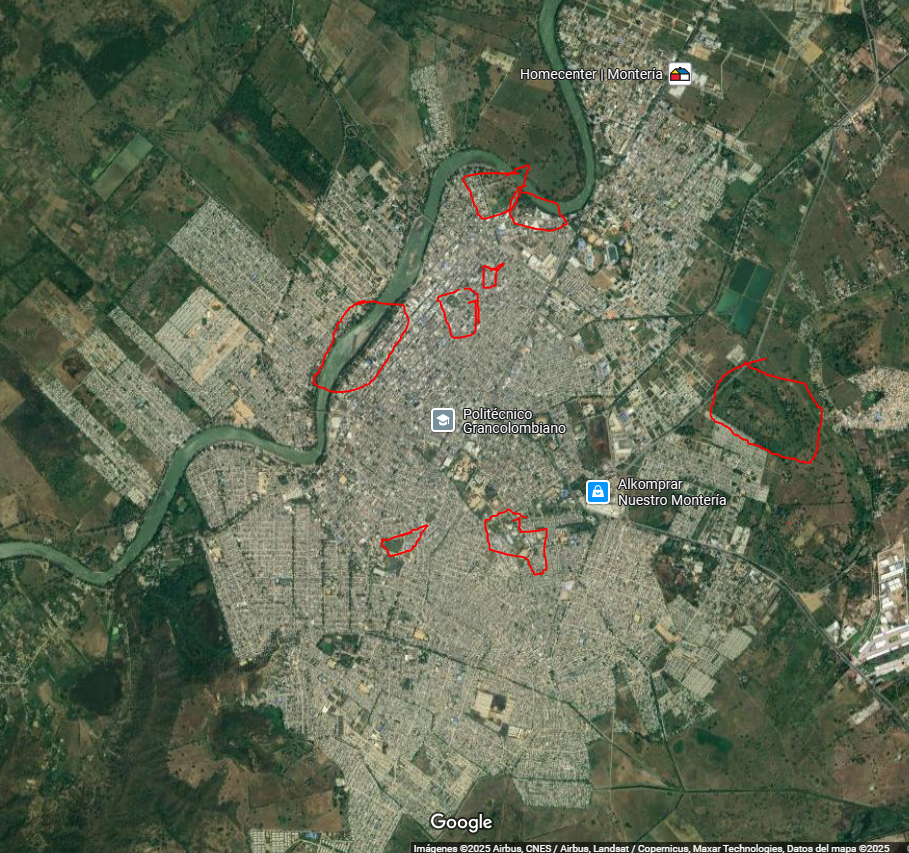 Homecenter | Montería
Politécnico
Grancolombiano
Alkomprar
Nuestro Montería
Google
Imágenes ©2025 Airbus, CNES / Airbus, Landsat / Copernicus, Maxar Technologies, Datos del mapa ©2025